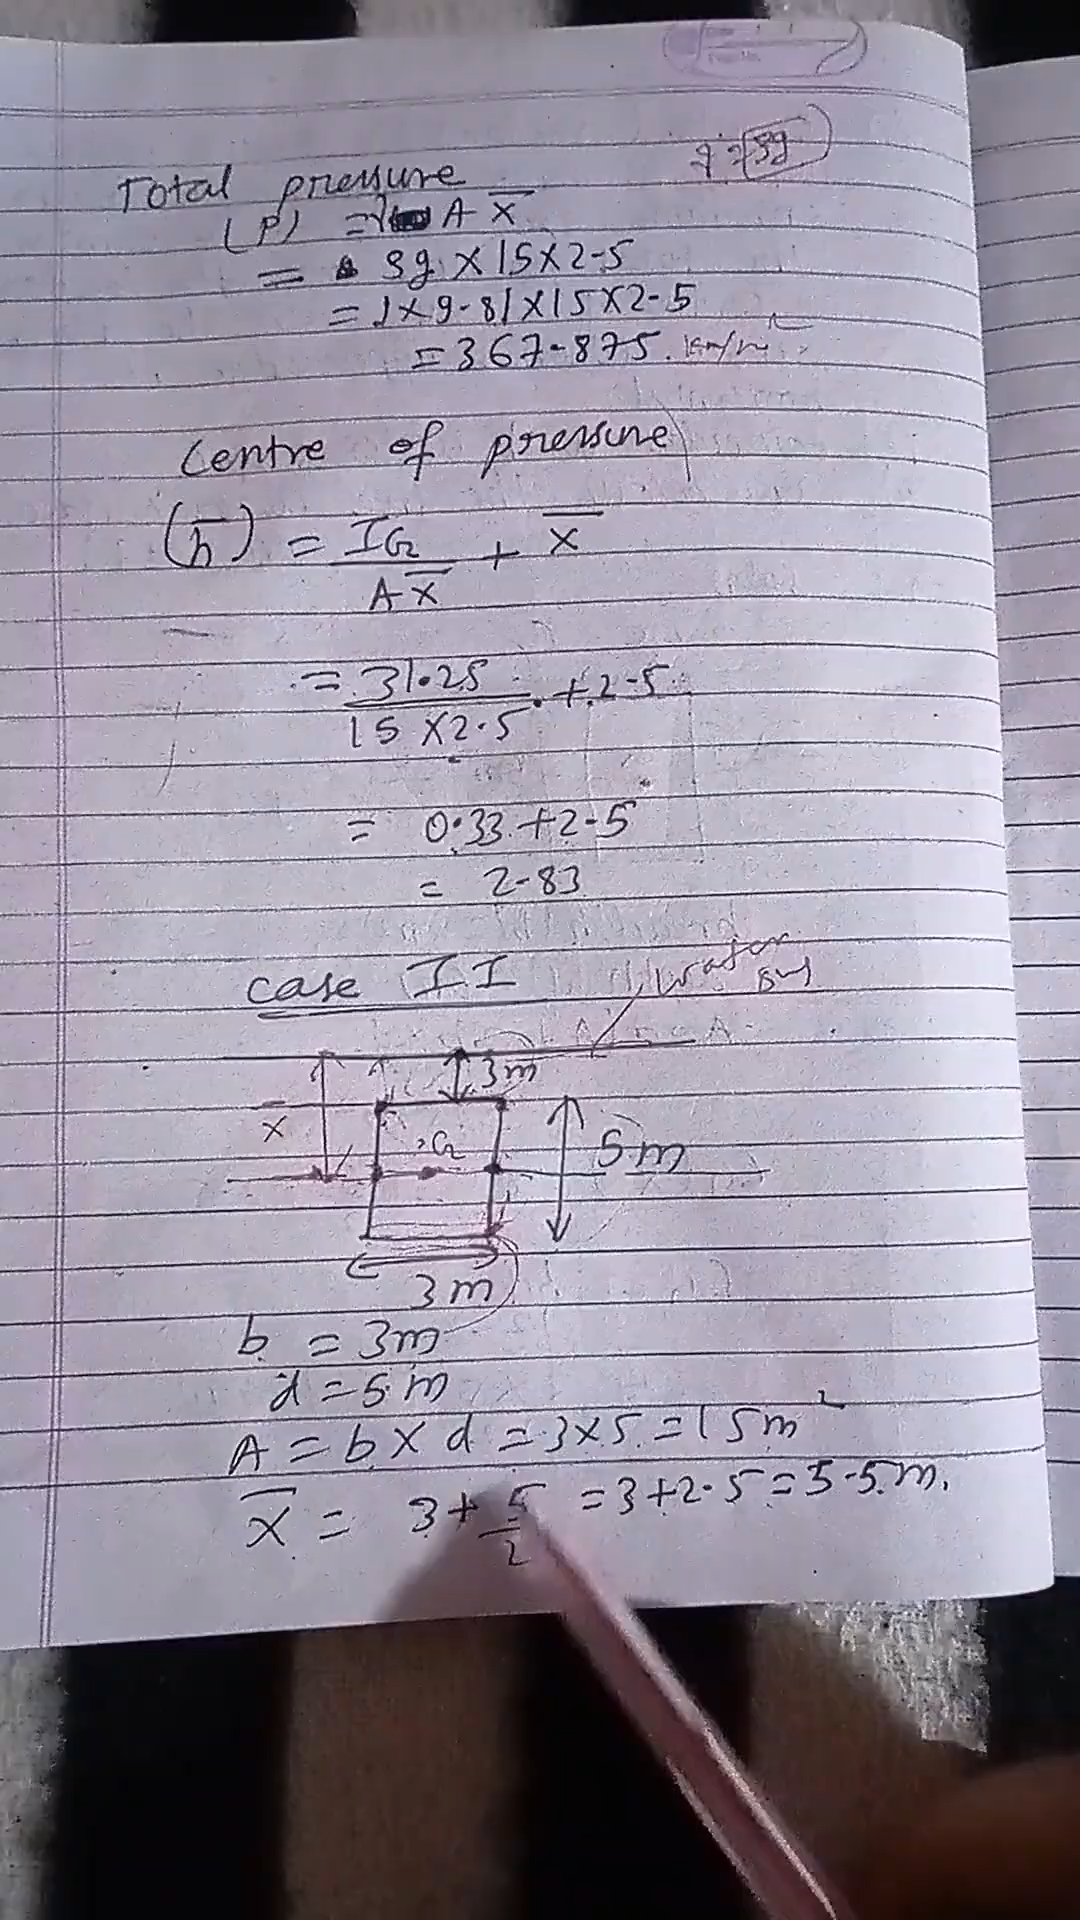 γ = ρg
Total pressure
(P) = γ A x̄
= ρg × 15 × 2.5
= 1 × 9.81 × 15 × 2.5
= 367.875
Centre of pressure
(h̄) = IG / A x̄ + x̄
= 31.25 / 15 × 2.5 + 2.5
= 0.33 + 2.5
= 2.83
case II
water
3m
x̄
G
5m
3m
b = 3m
d = 5m
A = b × d = 3×5 = 15m²
x̄ = 3 + 5/2 = 3+2.5 = 5.5m.